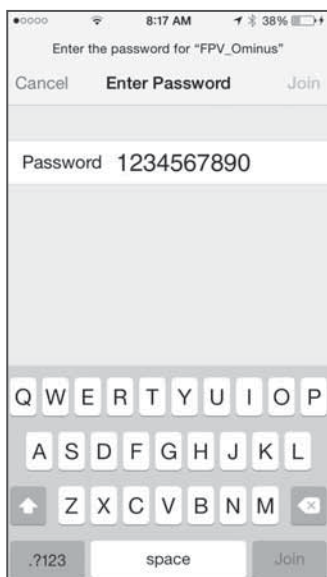 8:17 AM 38%
Enter the password for “FPV_Ominus”
Cancel Enter Password Join
Password 1234567890
Q W E R T Y U I O P
A S D F G H J K L
Z X C V B N M
.?123 space Join